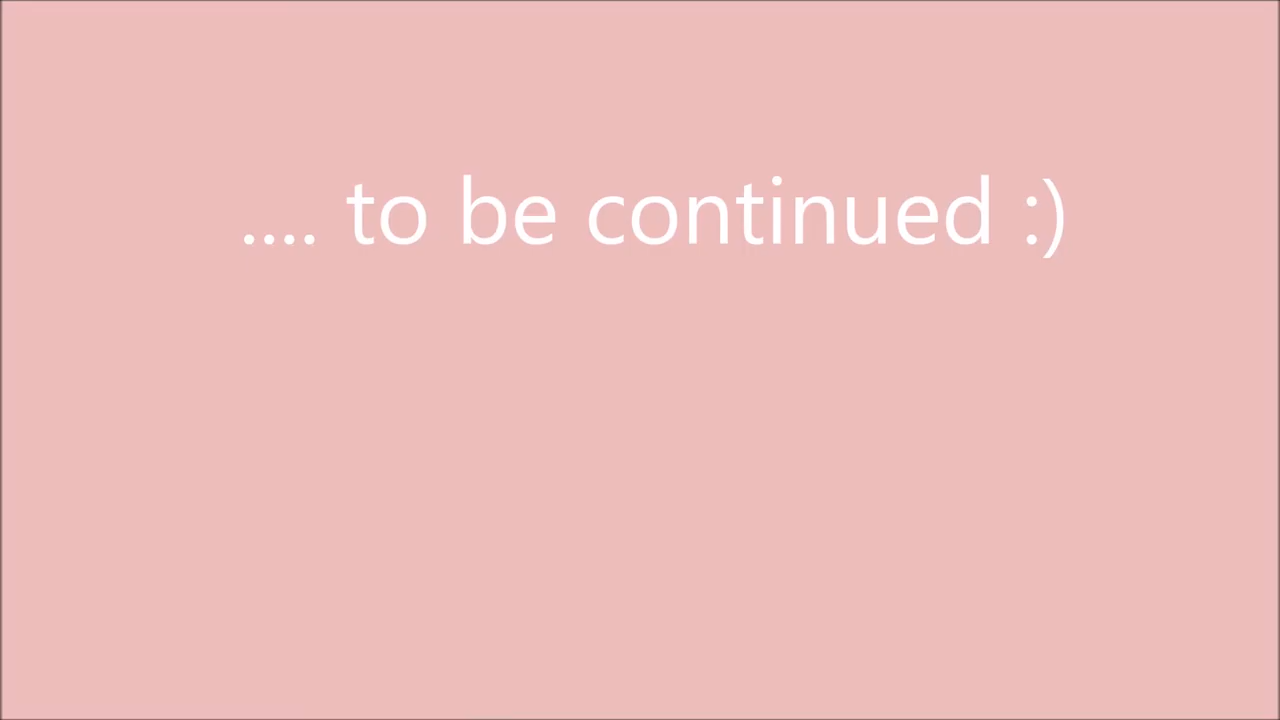 .... to be continued :)